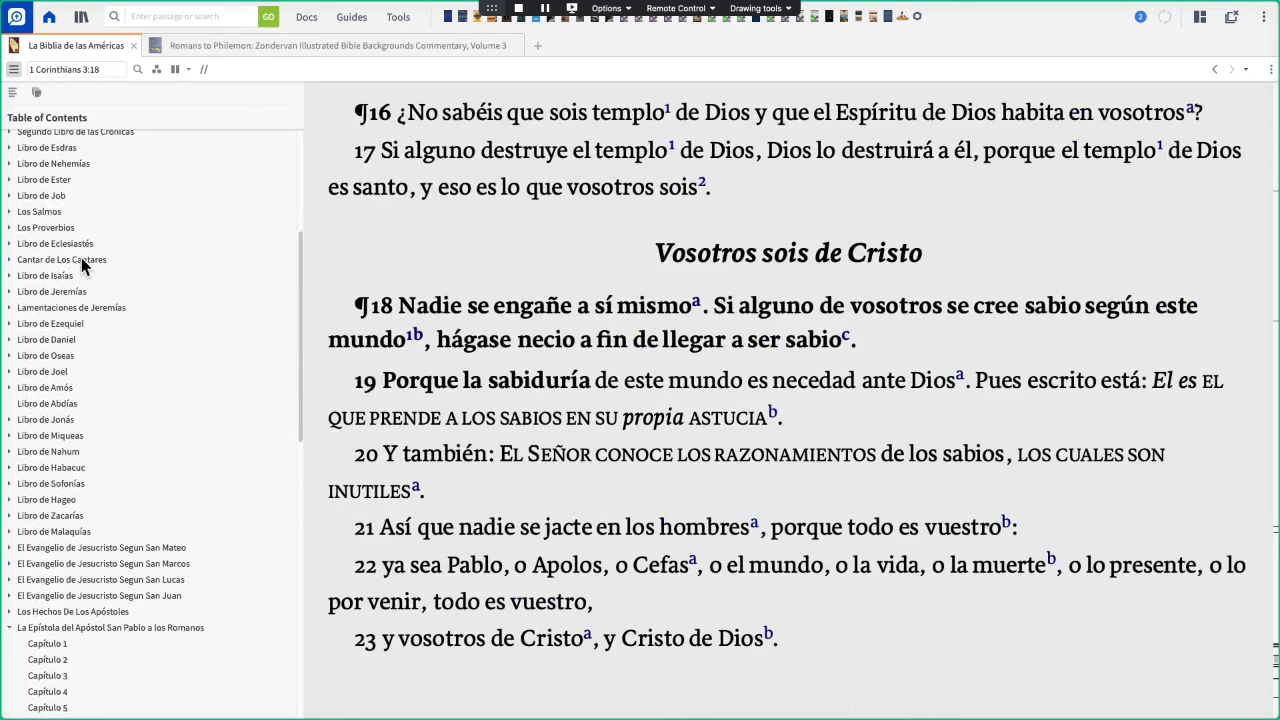 Enter passage or search GO Docs Guides Tools Options Remote Control Drawing tools 2
La Biblia de las Américas Romans to Philemon: Zondervan Illustrated Bible Backgrounds Commentary, Volume 3
1 Corinthians 3:18 //
Table of Contents
Segundo Libro de las Crónicas
Libro de Esdras
Libro de Nehemías
Libro de Ester
Libro de Job
Los Salmos
Los Proverbios
Libro de Eclesiastés
Cantar de Los Cantares
Libro de Isaías
Libro de Jeremías
Lamentaciones de Jeremías
Libro de Ezequiel
Libro de Daniel
Libro de Oseas
Libro de Joel
Libro de Amós
Libro de Abdías
Libro de Jonás
Libro de Miqueas
Libro de Nahum
Libro de Habacuc
Libro de Sofonías
Libro de Hageo
Libro de Zacarías
Libro de Malaquías
El Evangelio de Jesucristo Segun San Mateo
El Evangelio de Jesucristo Segun San Marcos
El Evangelio de Jesucristo Segun San Lucas
El Evangelio de Jesucristo Segun San Juan
Los Hechos De Los Apóstoles
La Epístola del Apóstol San Pablo a los Romanos
Capítulo 1
Capítulo 2
Capítulo 3
Capítulo 4
Capítulo 5
¶16 ¿No sabéis que sois templo1 de Dios y que el Espíritu de Dios habita en vosotrosa?
17 Si alguno destruye el templo1 de Dios, Dios lo destruirá a él, porque el templo1 de Dios
es santo, y eso es lo que vosotros sois2.
Vosotros sois de Cristo
¶18 Nadie se engañe a sí mismoa. Si alguno de vosotros se cree sabio según este
mundo1b, hágase necio a fin de llegar a ser sabioc.
19 Porque la sabiduría de este mundo es necedad ante Diosa. Pues escrito está: El es EL
QUE PRENDE A LOS SABIOS EN SU propia ASTUCIAb.
20 Y también: EL SEÑOR CONOCE LOS RAZONAMIENTOS de los sabios, LOS CUALES SON
INUTILESa.
21 Así que nadie se jacte en los hombresa, porque todo es vuestrob:
22 ya sea Pablo, o Apolos, o Cefasa, o el mundo, o la vida, o la muerteb, o lo presente, o lo
por venir, todo es vuestro,
23 y vosotros de Cristoa, y Cristo de Diosb.